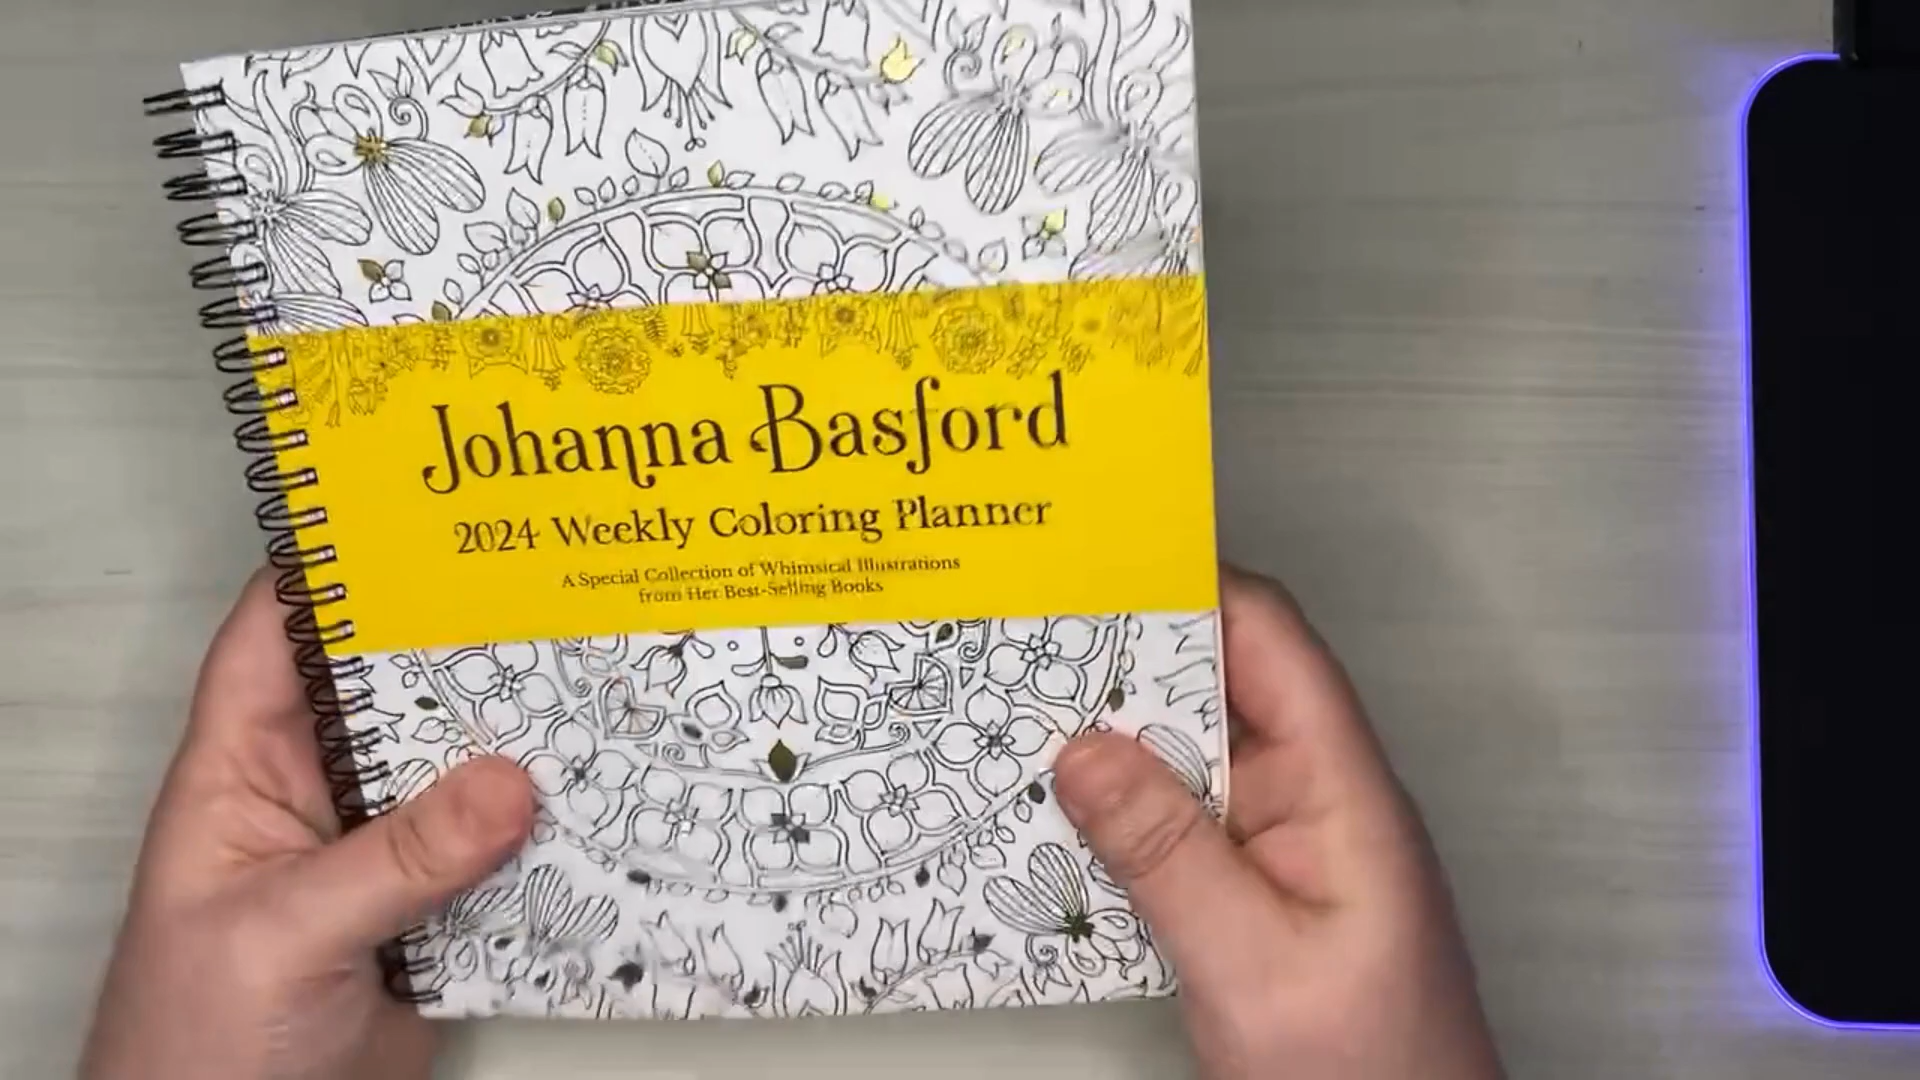 Johanna Basford
2024 Weekly Coloring Planner
A Special Collection of Whimsical Illustrations
from Her Best-Selling Books